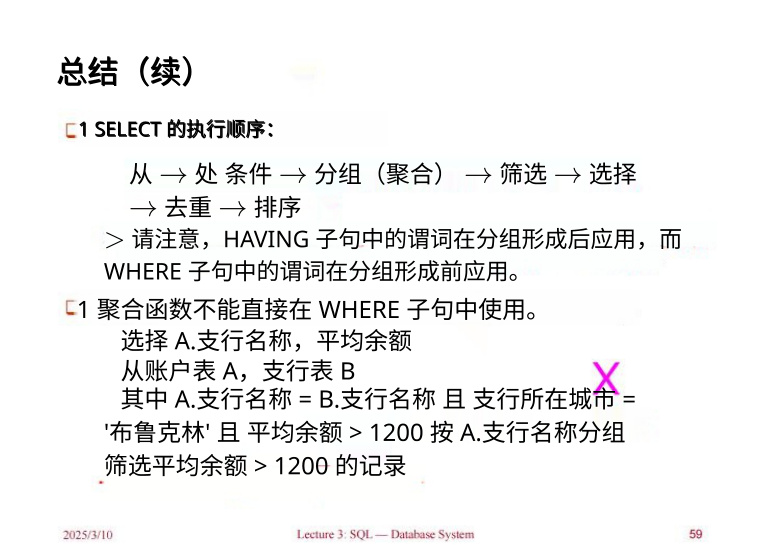 总结（续）
1 SELECT 的执行顺序：
从 → 处 条件 → 分组（聚合） → 筛选 → 选择
→ 去重 → 排序
> 请注意，HAVING 子句中的谓词在分组形成后应用，而
WHERE 子句中的谓词在分组形成前应用。
1 聚合函数不能直接在 WHERE 子句中使用。
选择 A.支行名称，平均余额
从账户表 A，支行表 B
X
其中 A.支行名称 = B.支行名称 且 支行所在城市 =
'布鲁克林' 且 平均余额 > 1200 按 A.支行名称分组
筛选平均余额 > 1200 的记录
2025/3/10 Lecture 3: SQL — Database System 59